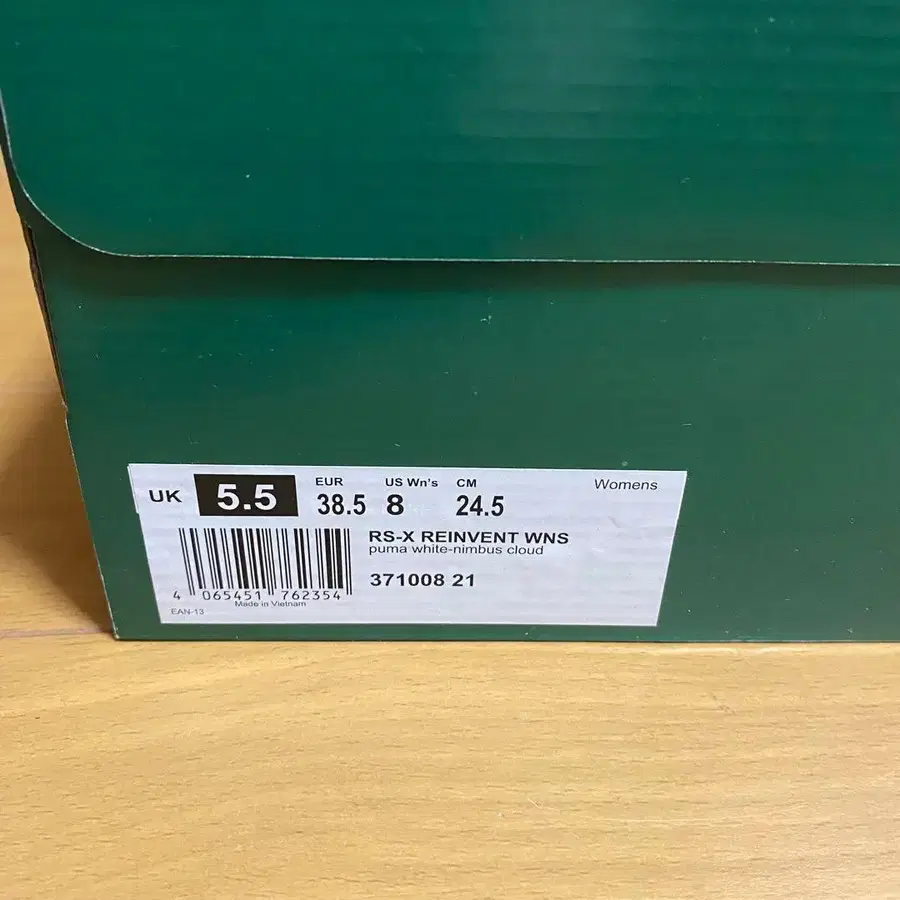 UK 5.5 EUR 38.5 US Wn's 8 CM 24.5 Womens
RS-X REINVENT WNS
puma white-nimbus cloud
371008 21
4 065451 762354
Made in Vietnam
EAN-13